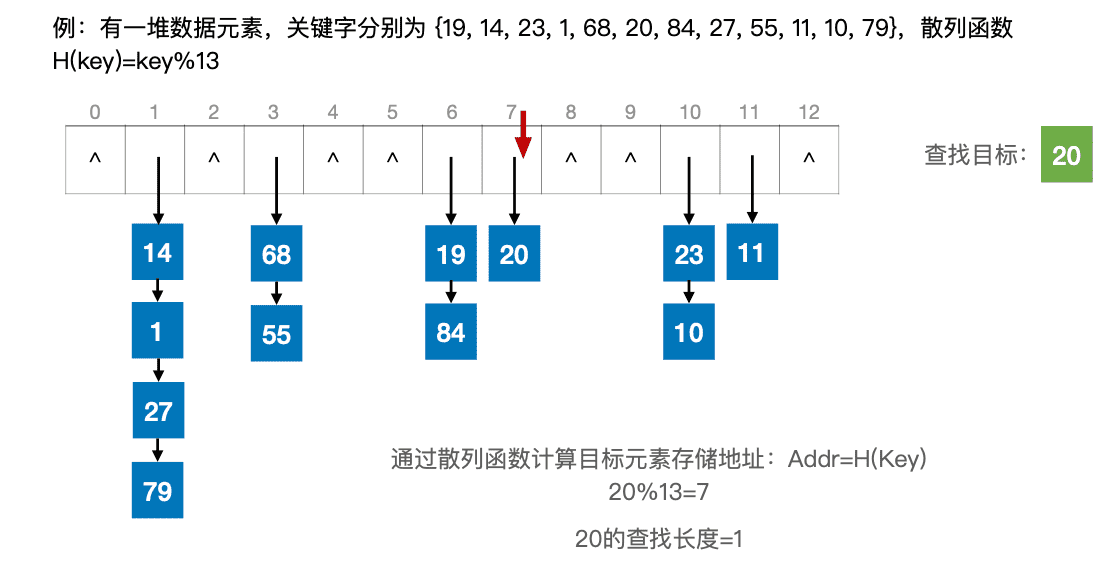 例：有一堆数据元素，关键字分别为 {19, 14, 23, 1, 68, 20, 84, 27, 55, 11, 10, 79}，散列函数
H(key)=key%13
0 1 2 3 4 5 6 7 8 9 10 11 12
^ ^ ^ ^ ^ ^ ^
查找目标： 20
14 68 19 20 23 11
1 55 84 10
27
79
通过散列函数计算目标元素存储地址：Addr=H(Key)
20%13=7
20的查找长度=1